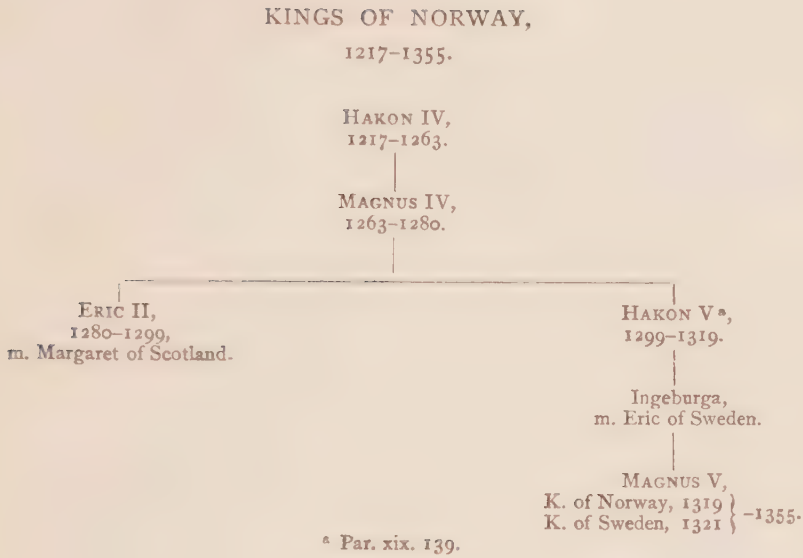 KINGS OF NORWAY,
1217–1355.
HAKON IV,
1217–1263.
MAGNUS IV,
1263–1280.
ERIC II,
1280–1299,
m. Margaret of Scotland.
HAKON V a,
1299–1319.
Ingeburga,
m. Eric of Sweden.
MAGNUS V,
K. of Norway, 1319
K. of Sweden, 1321 } –1355.
a Par. xix. 139.